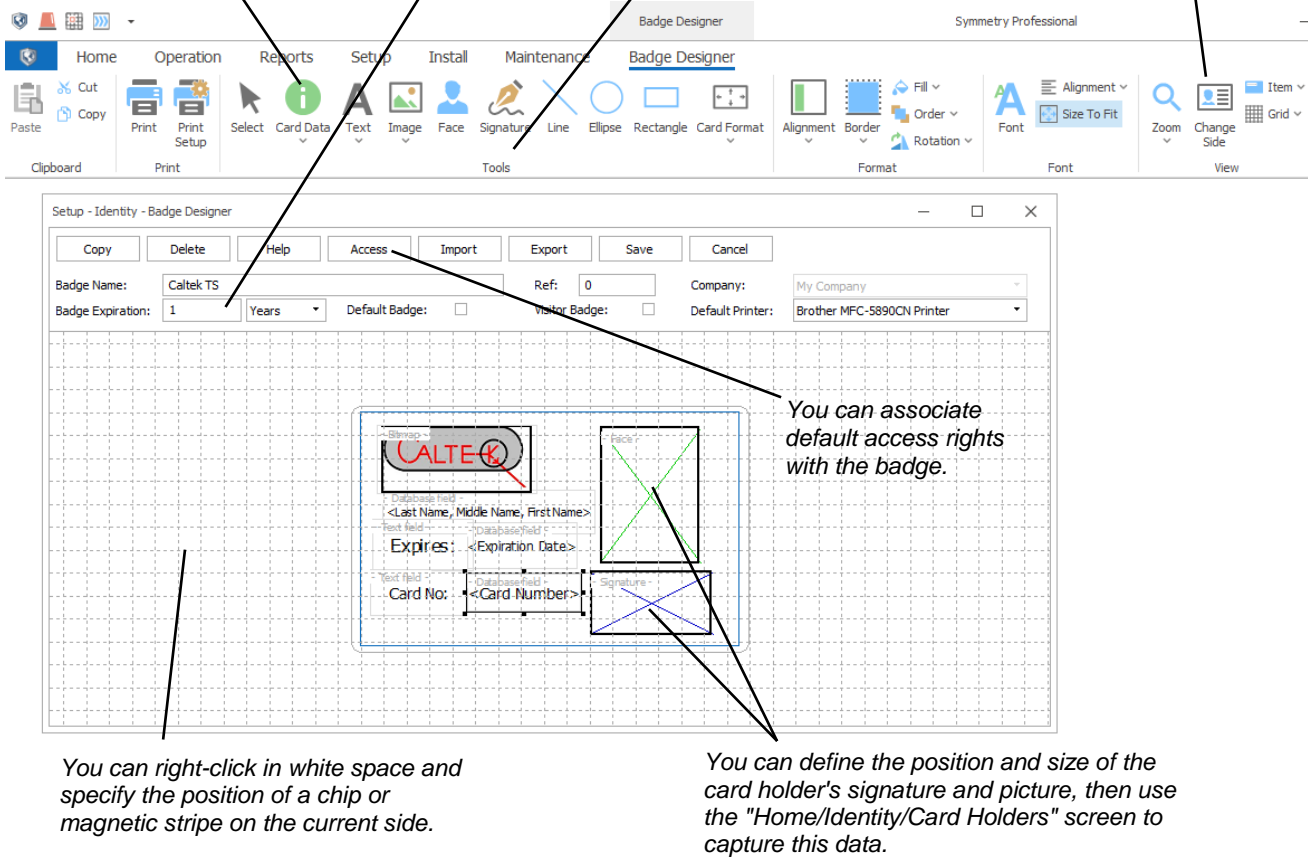 Badge Designer
Symmetry Professional
Home Operation Reports Setup Install Maintenance Badge Designer
Paste
Cut
Copy
Print
Print Setup
Select
Card Data
Text
Image
Face
Signature
Line
Ellipse
Rectangle
Card Format
Alignment
Border
Fill
Order
Rotation
Font
Alignment
Size To Fit
Zoom
Change Side
Item
Grid
Clipboard Print Tools Format Font View
Setup - Identity - Badge Designer
Copy Delete Help Access Import Export Save Cancel
Badge Name: Caltek TS Ref: 0 Company: My Company
Badge Expiration: 1 Years Default Badge: Visitor Badge: Default Printer: Brother MFC-5890CN Printer
- Bitmap -
CALTEK
- Face -
- Database field -
<Last Name, Middle Name, First Name>
- Text field - - Database field -
Expires: <Expiration Date>
- Text field - - Database field - - Signature -
Card No: <Card Number>
You can associate
default access rights
with the badge.
You can right-click in white space and
specify the position of a chip or
magnetic stripe on the current side.
You can define the position and size of the
card holder's signature and picture, then use
the "Home/Identity/Card Holders" screen to
capture this data.